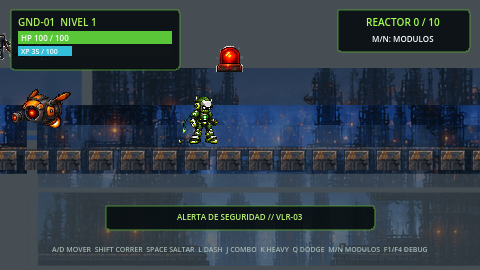 GND-01 NIVEL 1
HP 100 / 100
XP 35 / 100
REACTOR 0 / 10
M/N: MODULOS
ALERTA DE SEGURIDAD // VLR-03
A/D MOVER SHIFT CORRER SPACE SALTAR L DASH J COMBO K HEAVY Q DODGE M/N MODULOS F1/F4 DEBUG